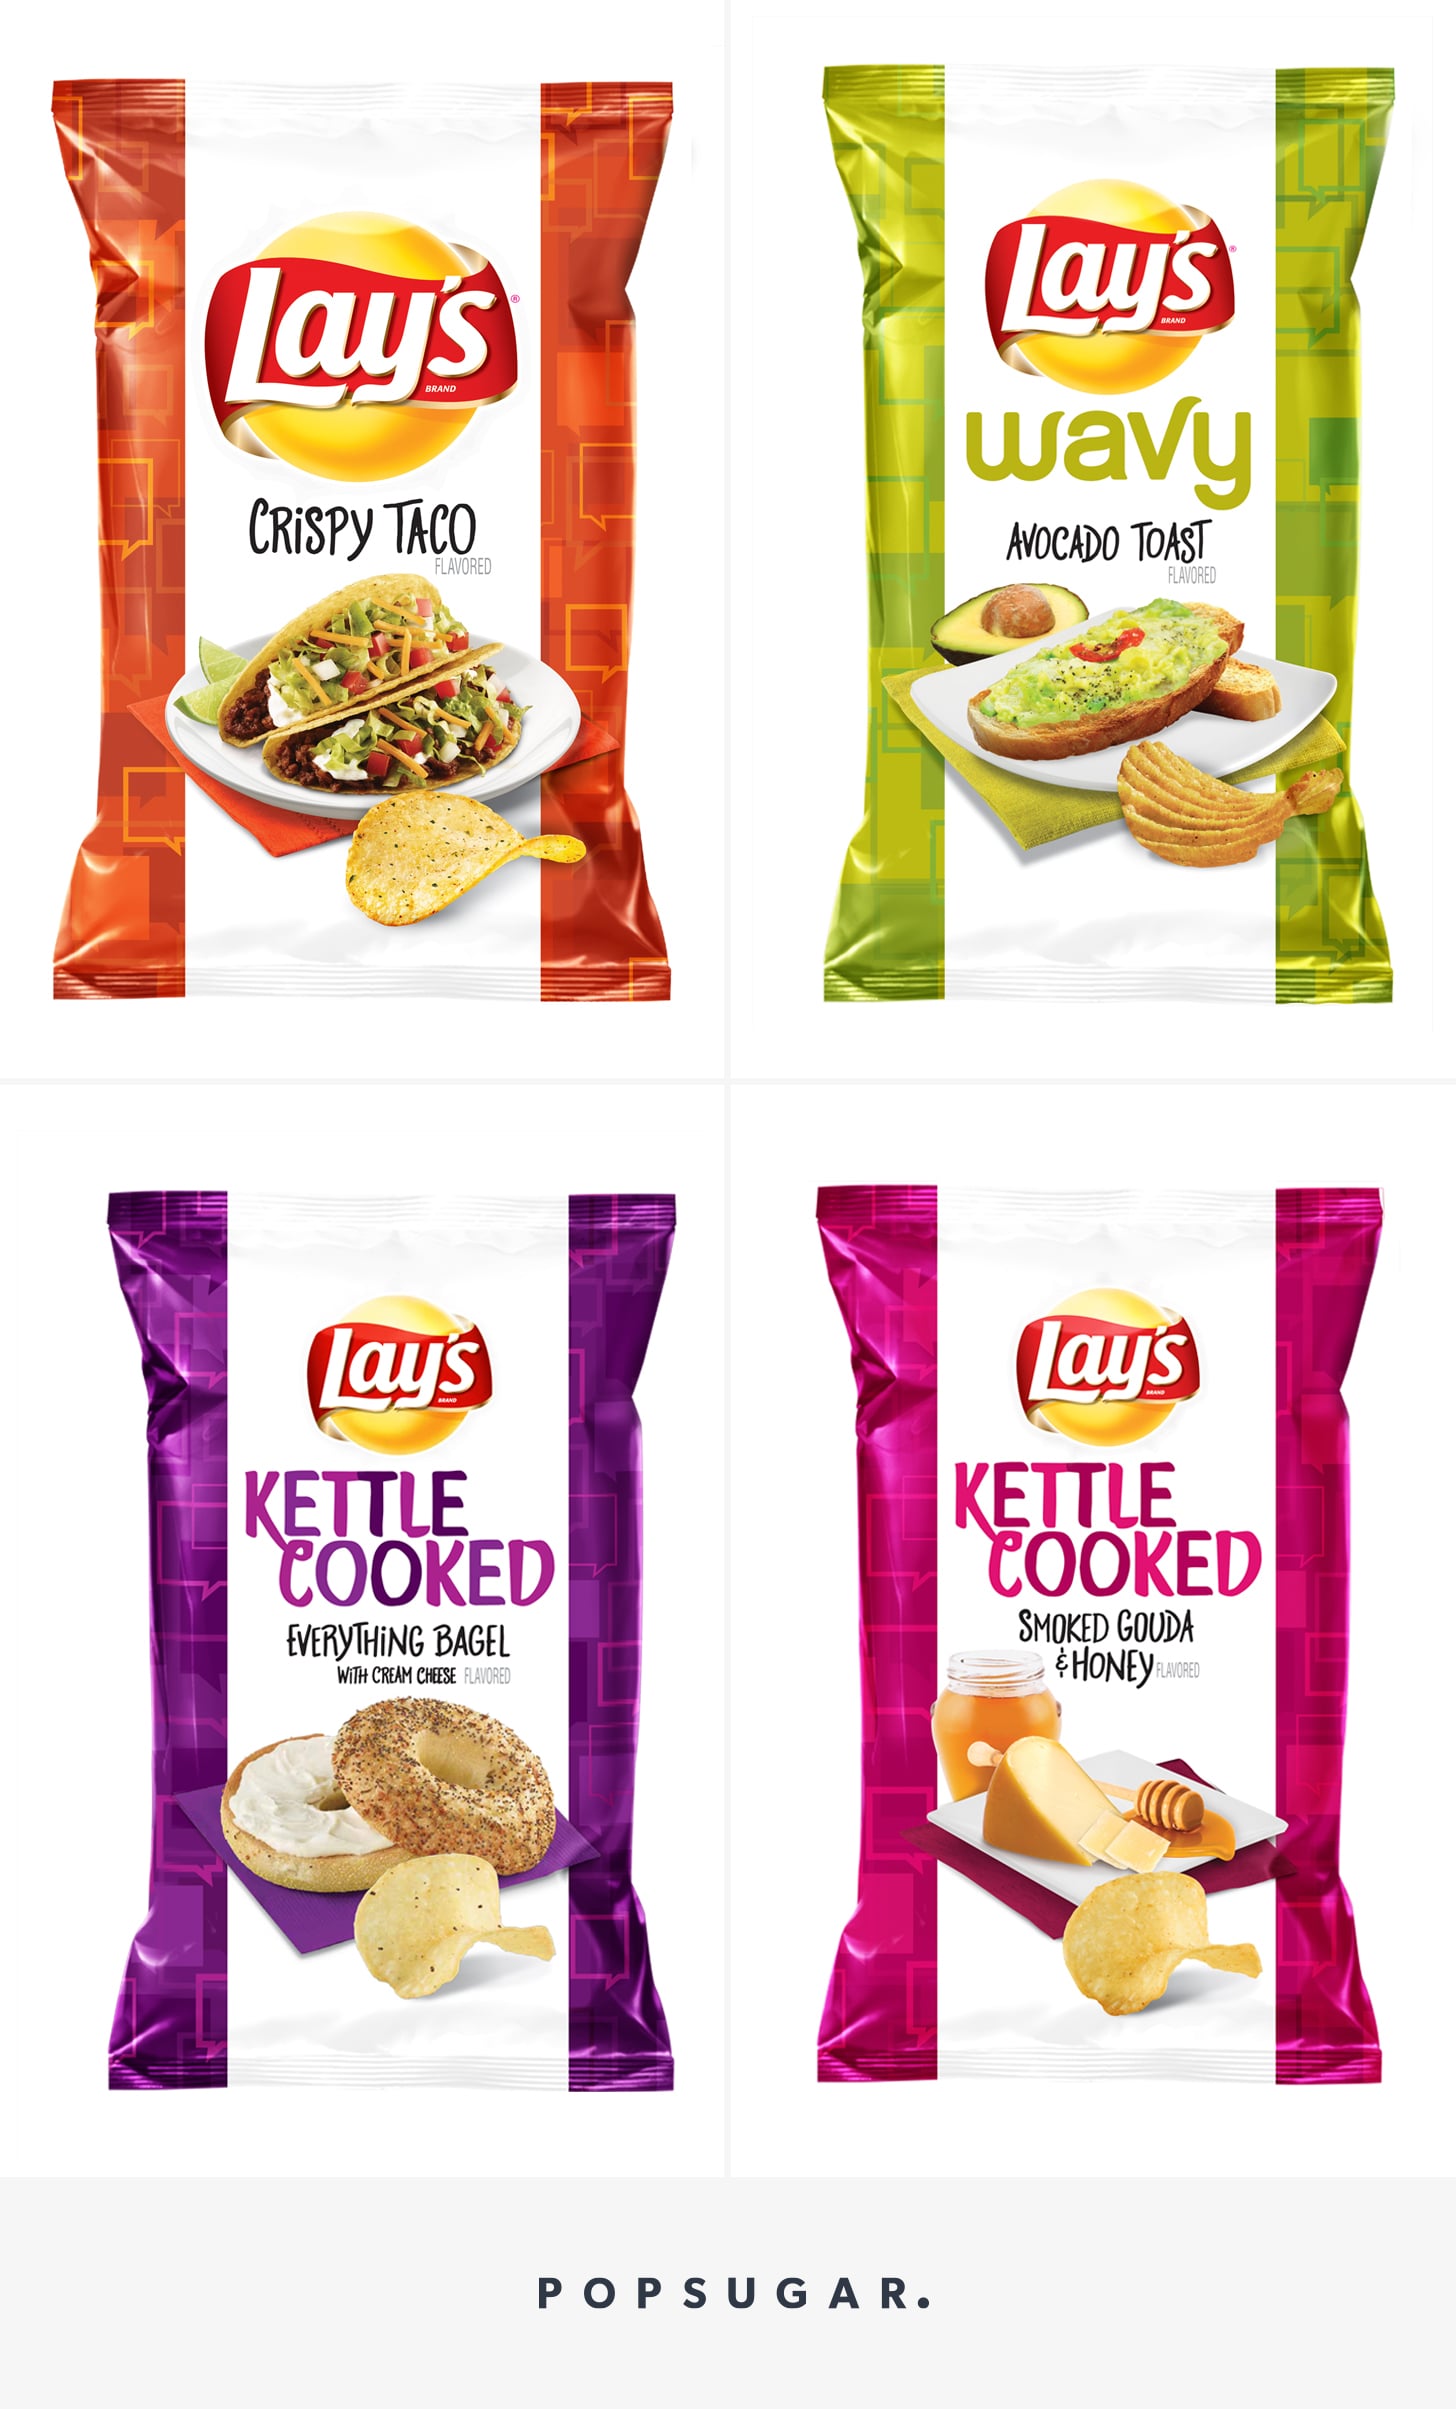 Lay's®
BRAND
CRiSPY TACO
FLAVORED
Lay's®
BRAND
wavy
AVOCADO TOAST
FLAVORED
Lay's
BRAND
KETTLE
COOKED
EVERYTHiNG BAGEL
WiTH CREAM CHEESE FLAVORED
Lay's
BRAND
KETTLE
COOKED
SMOKED GOUDA
& HONEY FLAVORED
POPSUGAR.